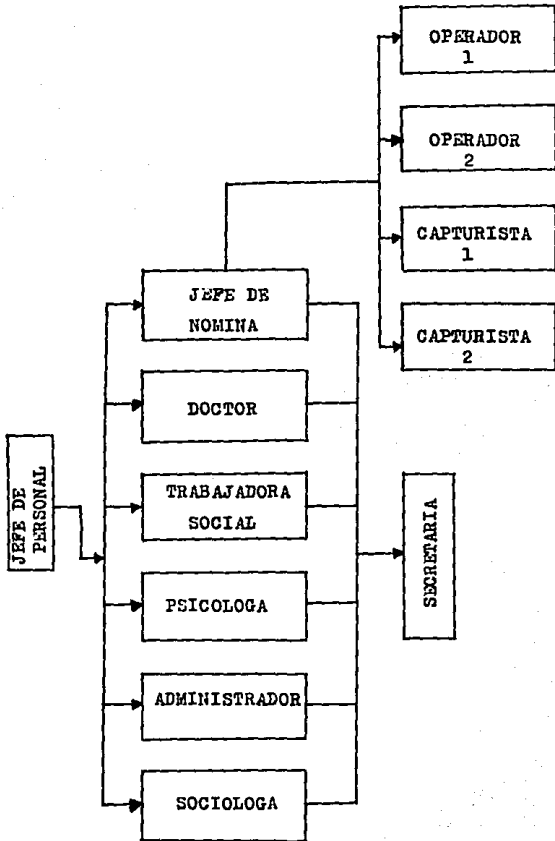 OPERADOR
1
OPERADOR
2
CAPTURISTA
1
CAPTURISTA
2
JEFE DE
NOMINA
DOCTOR
TRABAJADORA
SOCIAL
PSICOLOGA
ADMINISTRADOR
SOCIOLOGA
JEFE DE
PERSONAL
SECRETARIA